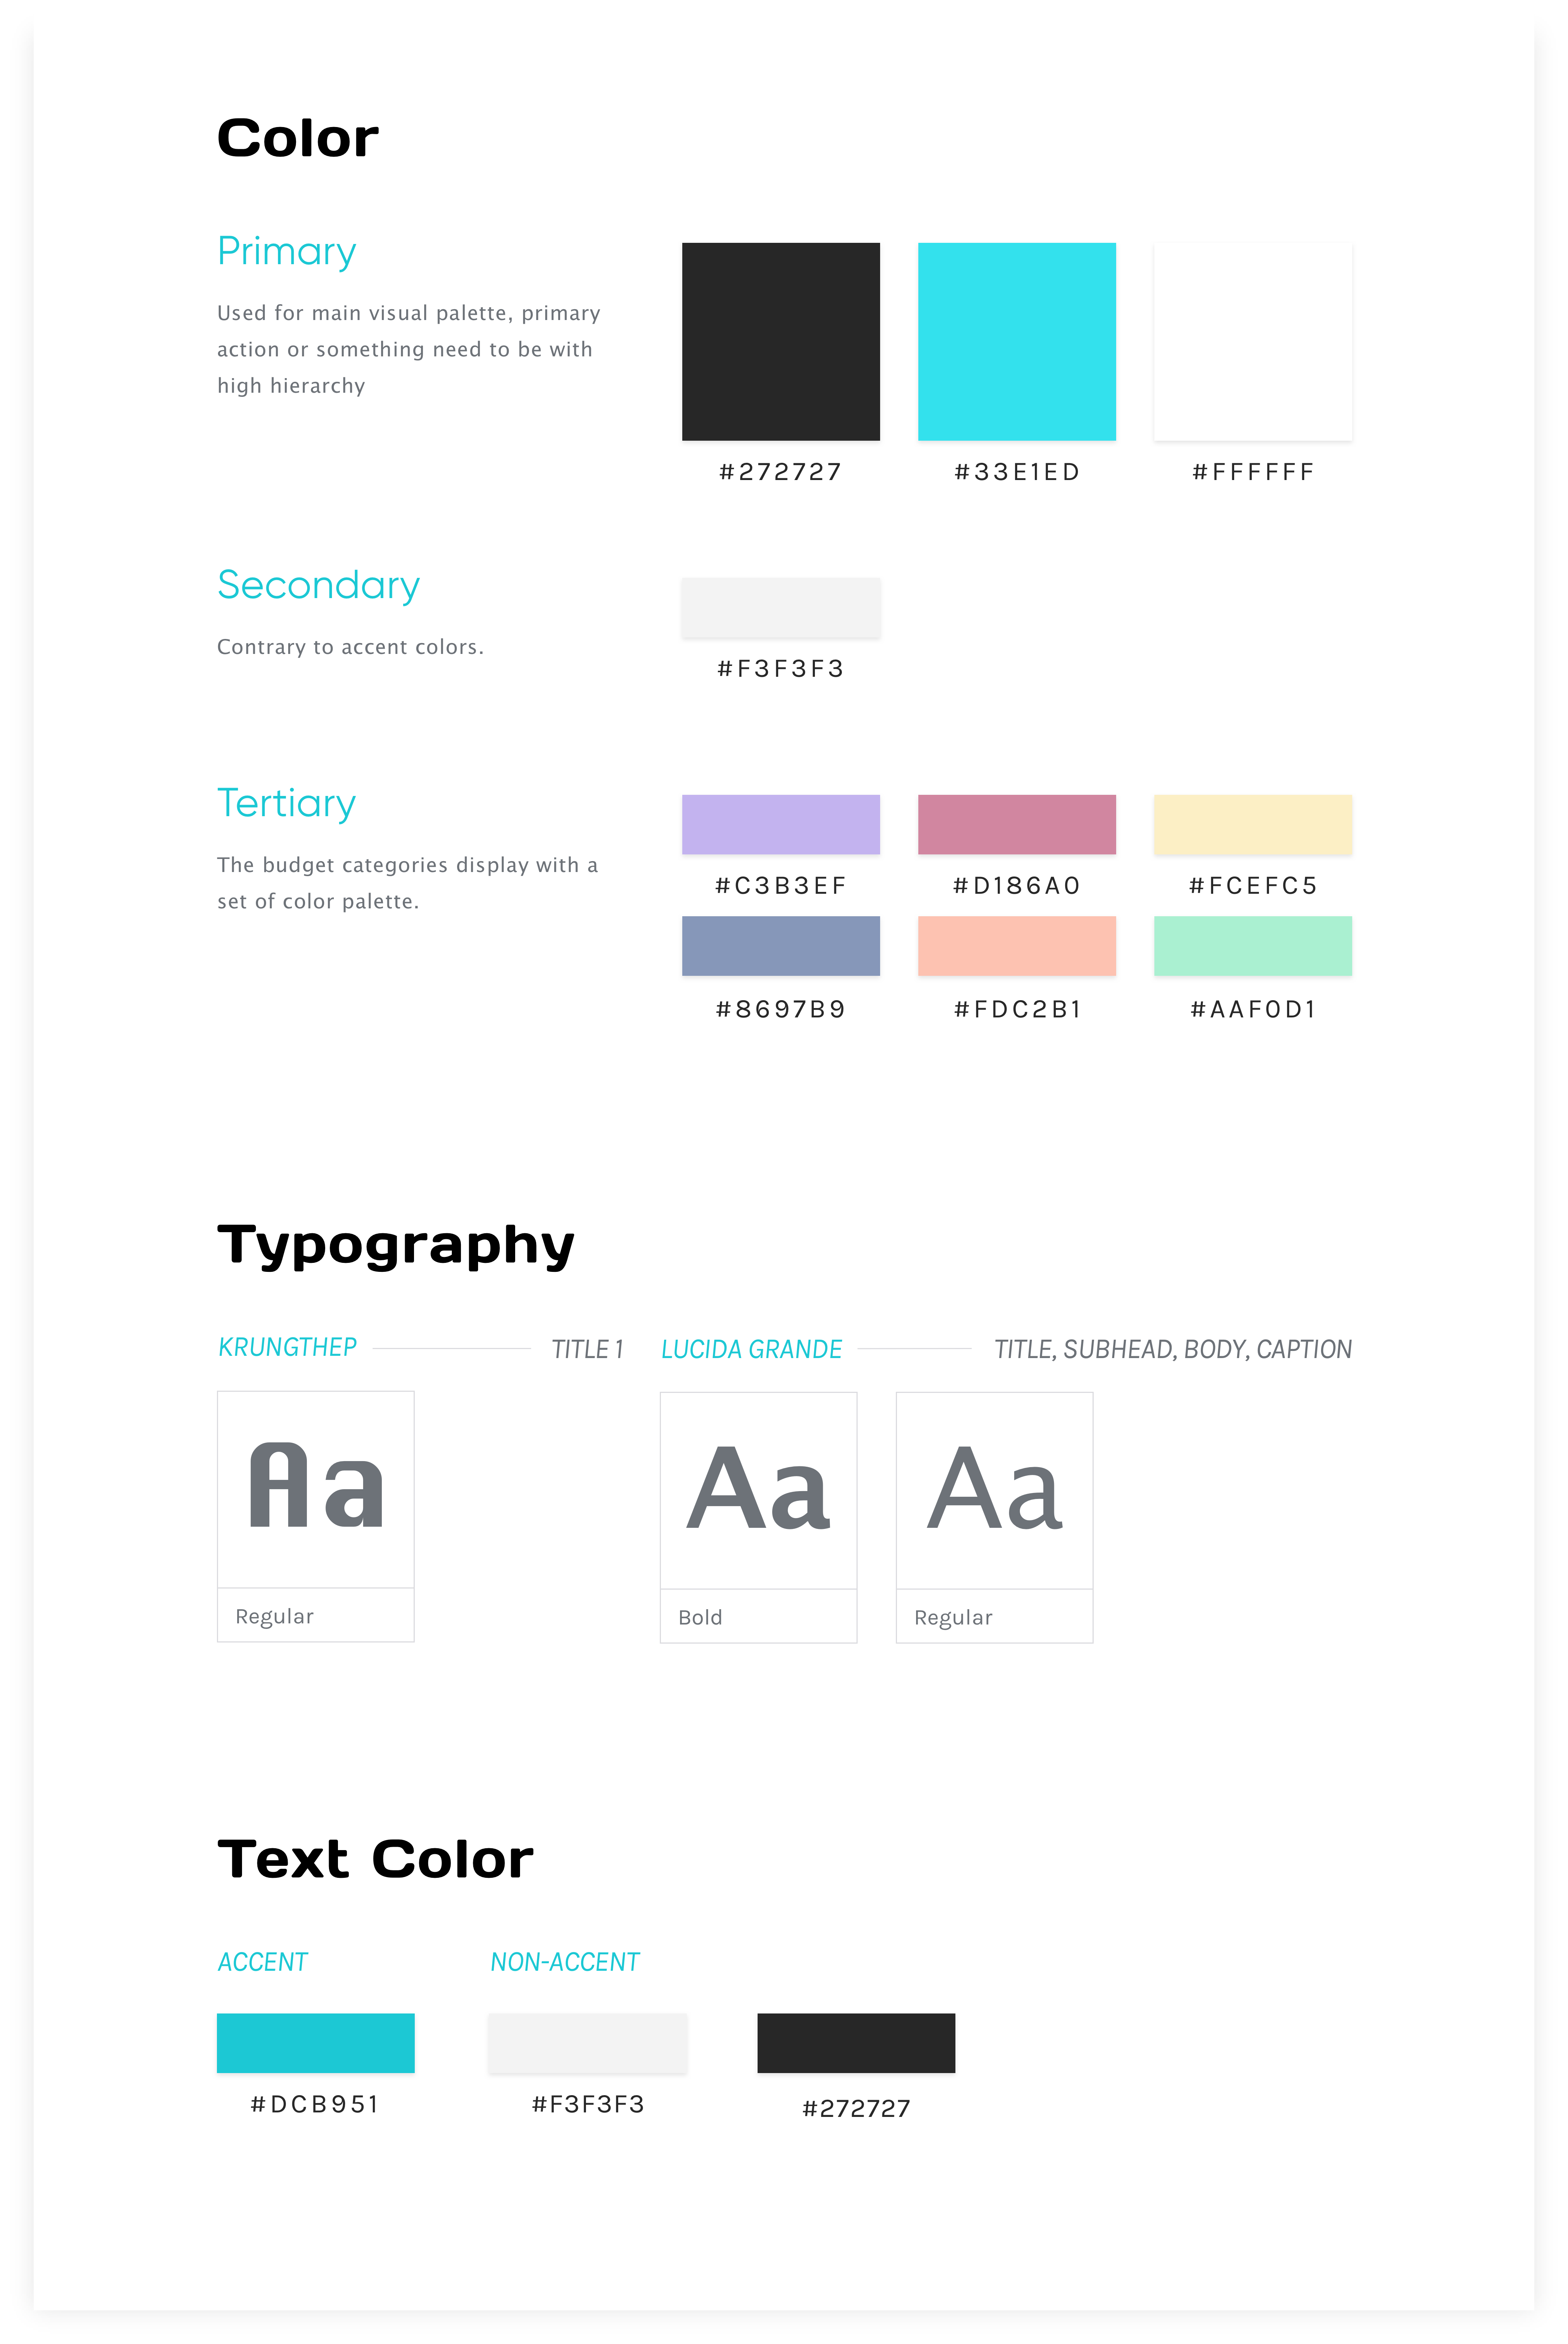 Color
Primary
Used for main visual palette, primary
action or something need to be with
high hierarchy
#272727 #33E1ED #FFFFFF
Secondary
Contrary to accent colors.
#F3F3F3
Tertiary
The budget categories display with a
set of color palette.
#C3B3EF #D186A0 #FCEFC5
#8697B9 #FDC2B1 #AAF0D1
Typography
KRUNGTHEP TITLE 1 LUCIDA GRANDE TITLE, SUBHEAD, BODY, CAPTION
Aa Aa Aa
Regular Bold Regular
Text Color
ACCENT NON-ACCENT
#DCB951 #F3F3F3 #272727